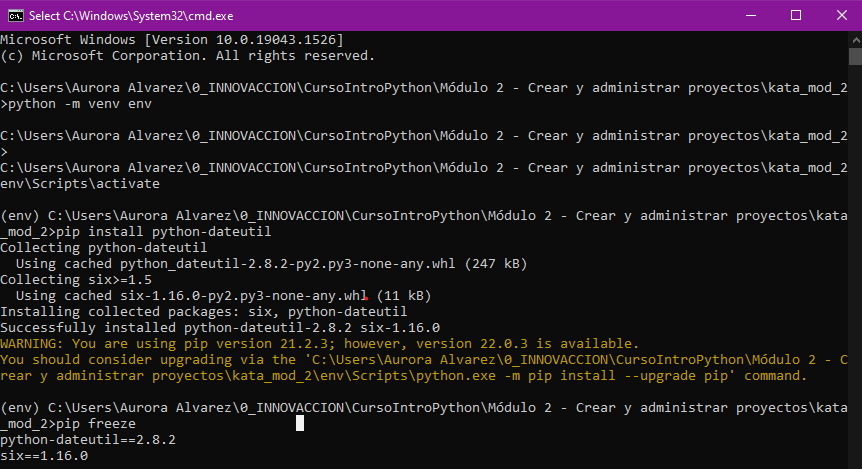 Select C:\Windows\System32\cmd.exe
Microsoft Windows [Version 10.0.19043.1526]
(c) Microsoft Corporation. All rights reserved.
C:\Users\Aurora Alvarez\0_INNOVACCION\CursoIntroPython\Módulo 2 - Crear y administrar proyectos\kata_mod_2
>python -m venv env
C:\Users\Aurora Alvarez\0_INNOVACCION\CursoIntroPython\Módulo 2 - Crear y administrar proyectos\kata_mod_2
>
C:\Users\Aurora Alvarez\0_INNOVACCION\CursoIntroPython\Módulo 2 - Crear y administrar proyectos\kata_mod_2
env\Scripts\activate
(env) C:\Users\Aurora Alvarez\0_INNOVACCION\CursoIntroPython\Módulo 2 - Crear y administrar proyectos\kata
_mod_2>pip install python-dateutil
Collecting python-dateutil
  Using cached python_dateutil-2.8.2-py2.py3-none-any.whl (247 kB)
Collecting six>=1.5
  Using cached six-1.16.0-py2.py3-none-any.whl (11 kB)
Installing collected packages: six, python-dateutil
Successfully installed python-dateutil-2.8.2 six-1.16.0
WARNING: You are using pip version 21.2.3; however, version 22.0.3 is available.
You should consider upgrading via the 'C:\Users\Aurora Alvarez\0_INNOVACCION\CursoIntroPython\Módulo 2 - C
rear y administrar proyectos\kata_mod_2\env\Scripts\python.exe -m pip install --upgrade pip' command.
(env) C:\Users\Aurora Alvarez\0_INNOVACCION\CursoIntroPython\Módulo 2 - Crear y administrar proyectos\kata
_mod_2>pip freeze
python-dateutil==2.8.2
six==1.16.0